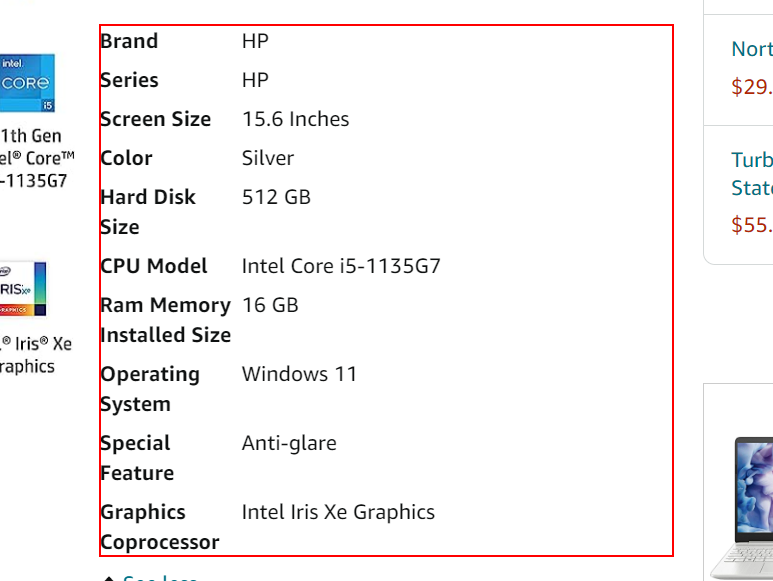 Brand HP
Series HP
Screen Size 15.6 Inches
Color Silver
Hard Disk 512 GB
Size
CPU Model Intel Core i5-1135G7
Ram Memory 16 GB
Installed Size
Operating Windows 11
System
Special Anti-glare
Feature
Graphics Intel Iris Xe Graphics
Coprocessor
intel.
CORE
i5
1th Gen
el® Core™
-1135G7
RIS Xe
GRAPHICS
® Iris® Xe
raphics
Nort
$29.
Turb
State
$55.
See less